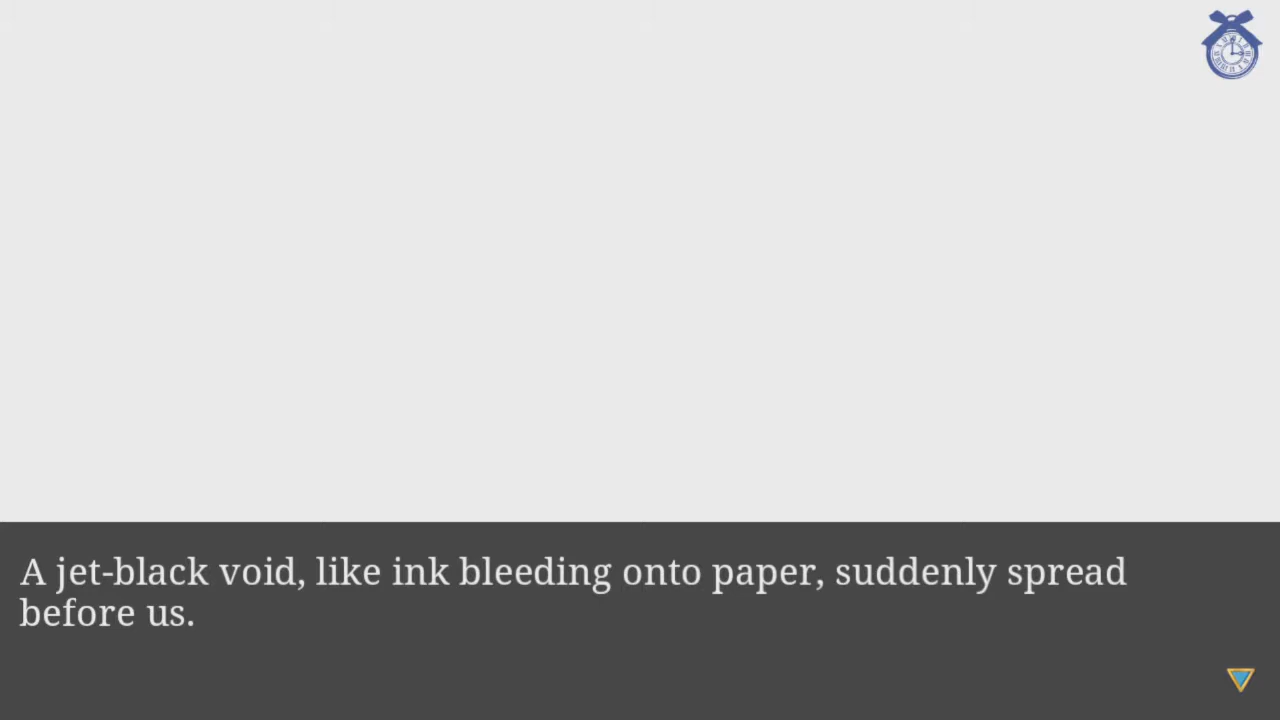 A jet-black void, like ink bleeding onto paper, suddenly spread
before us.